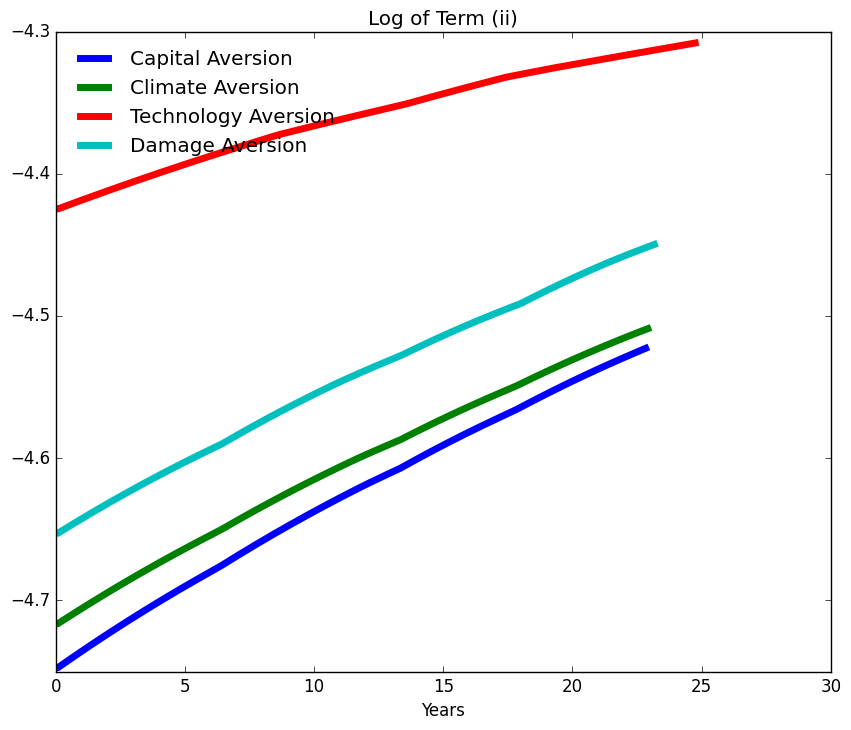 Log of Term (ii)
−4.3
−4.4
−4.5
−4.6
−4.7
Capital Aversion
Climate Aversion
Technology Aversion
Damage Aversion
0 5 10 15 20 25 30
Years